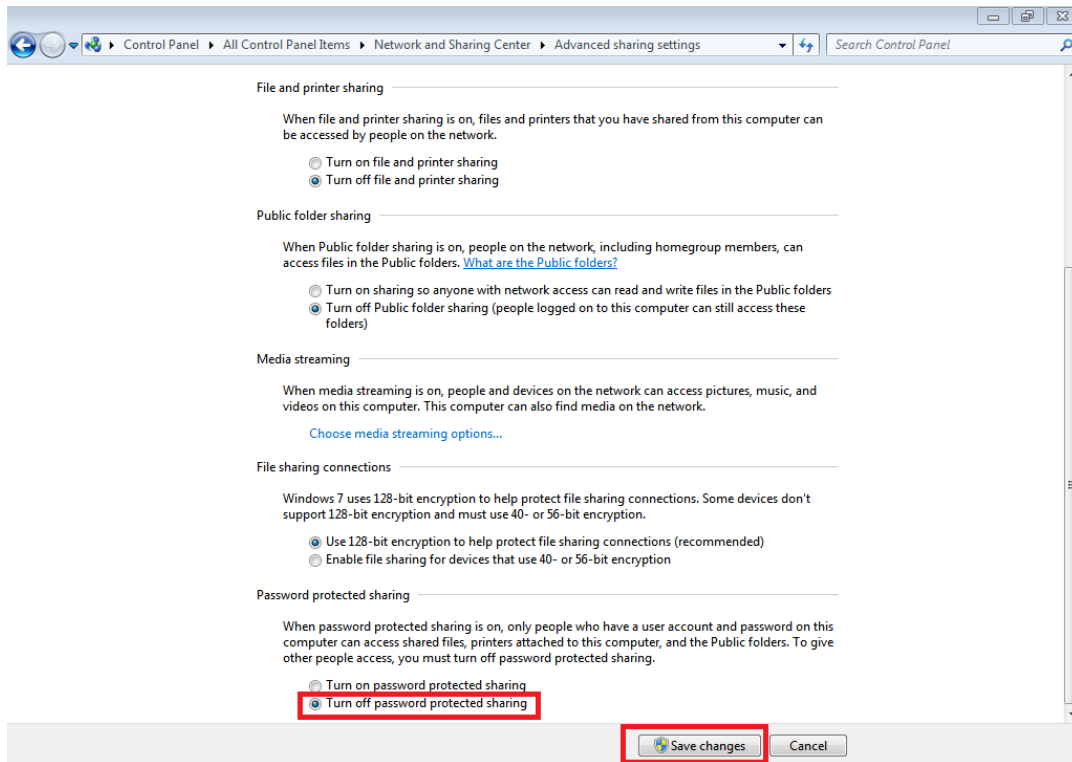 Control Panel
All Control Panel Items
Network and Sharing Center
Advanced sharing settings
Search Control Panel
File and printer sharing
When file and printer sharing is on, files and printers that you have shared from this computer can
be accessed by people on the network.
Turn on file and printer sharing
Turn off file and printer sharing
Public folder sharing
When Public folder sharing is on, people on the network, including homegroup members, can
access files in the Public folders. What are the Public folders?
Turn on sharing so anyone with network access can read and write files in the Public folders
Turn off Public folder sharing (people logged on to this computer can still access these
folders)
Media streaming
When media streaming is on, people and devices on the network can access pictures, music, and
videos on this computer. This computer can also find media on the network.
Choose media streaming options...
File sharing connections
Windows 7 uses 128-bit encryption to help protect file sharing connections. Some devices don't
support 128-bit encryption and must use 40- or 56-bit encryption.
Use 128-bit encryption to help protect file sharing connections (recommended)
Enable file sharing for devices that use 40- or 56-bit encryption
Password protected sharing
When password protected sharing is on, only people who have a user account and password on this
computer can access shared files, printers attached to this computer, and the Public folders. To give
other people access, you must turn off password protected sharing.
Turn on password protected sharing
Turn off password protected sharing
Save changes
Cancel